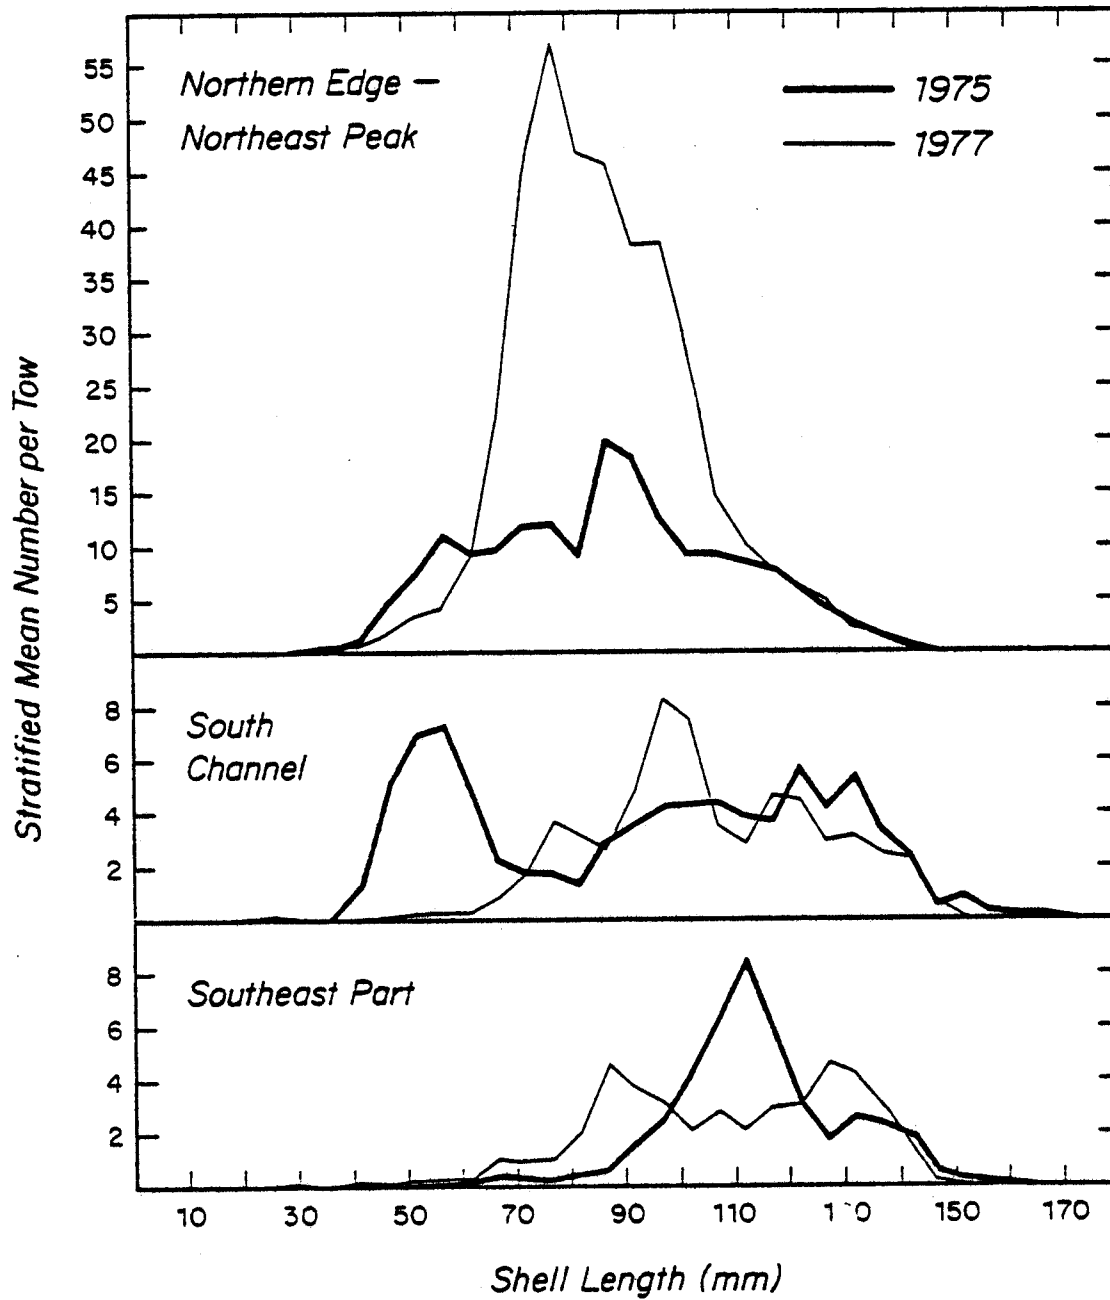 Northern Edge —
Northeast Peak
1975
1977
55
50
45
40
35
30
25
20
15
10
5
Stratified Mean Number per Tow
South
Channel
8
6
4
2
Southeast Part
8
6
4
2
10 30 50 70 90 110 150 170
Shell Length (mm)